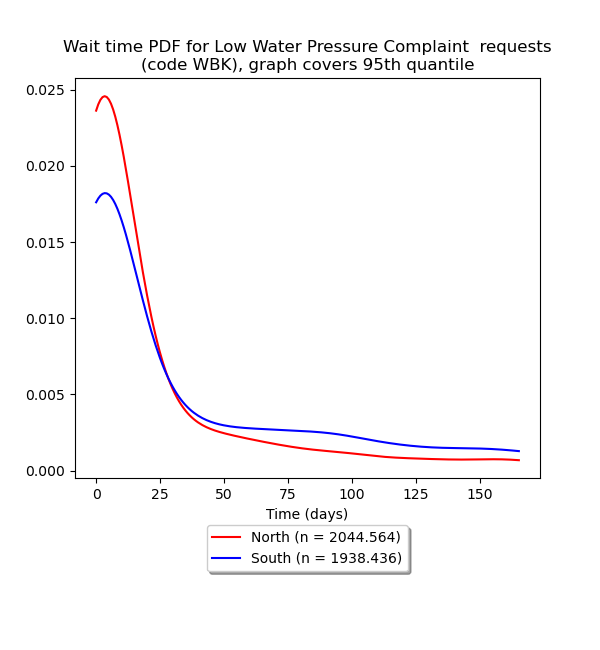 Wait time PDF for Low Water Pressure Complaint  requests
(code WBK), graph covers 95th quantile
0.025
0.020
0.015
0.010
0.005
0.000
0 25 50 75 100 125 150
Time (days)
North (n = 2044.564)
South (n = 1938.436)